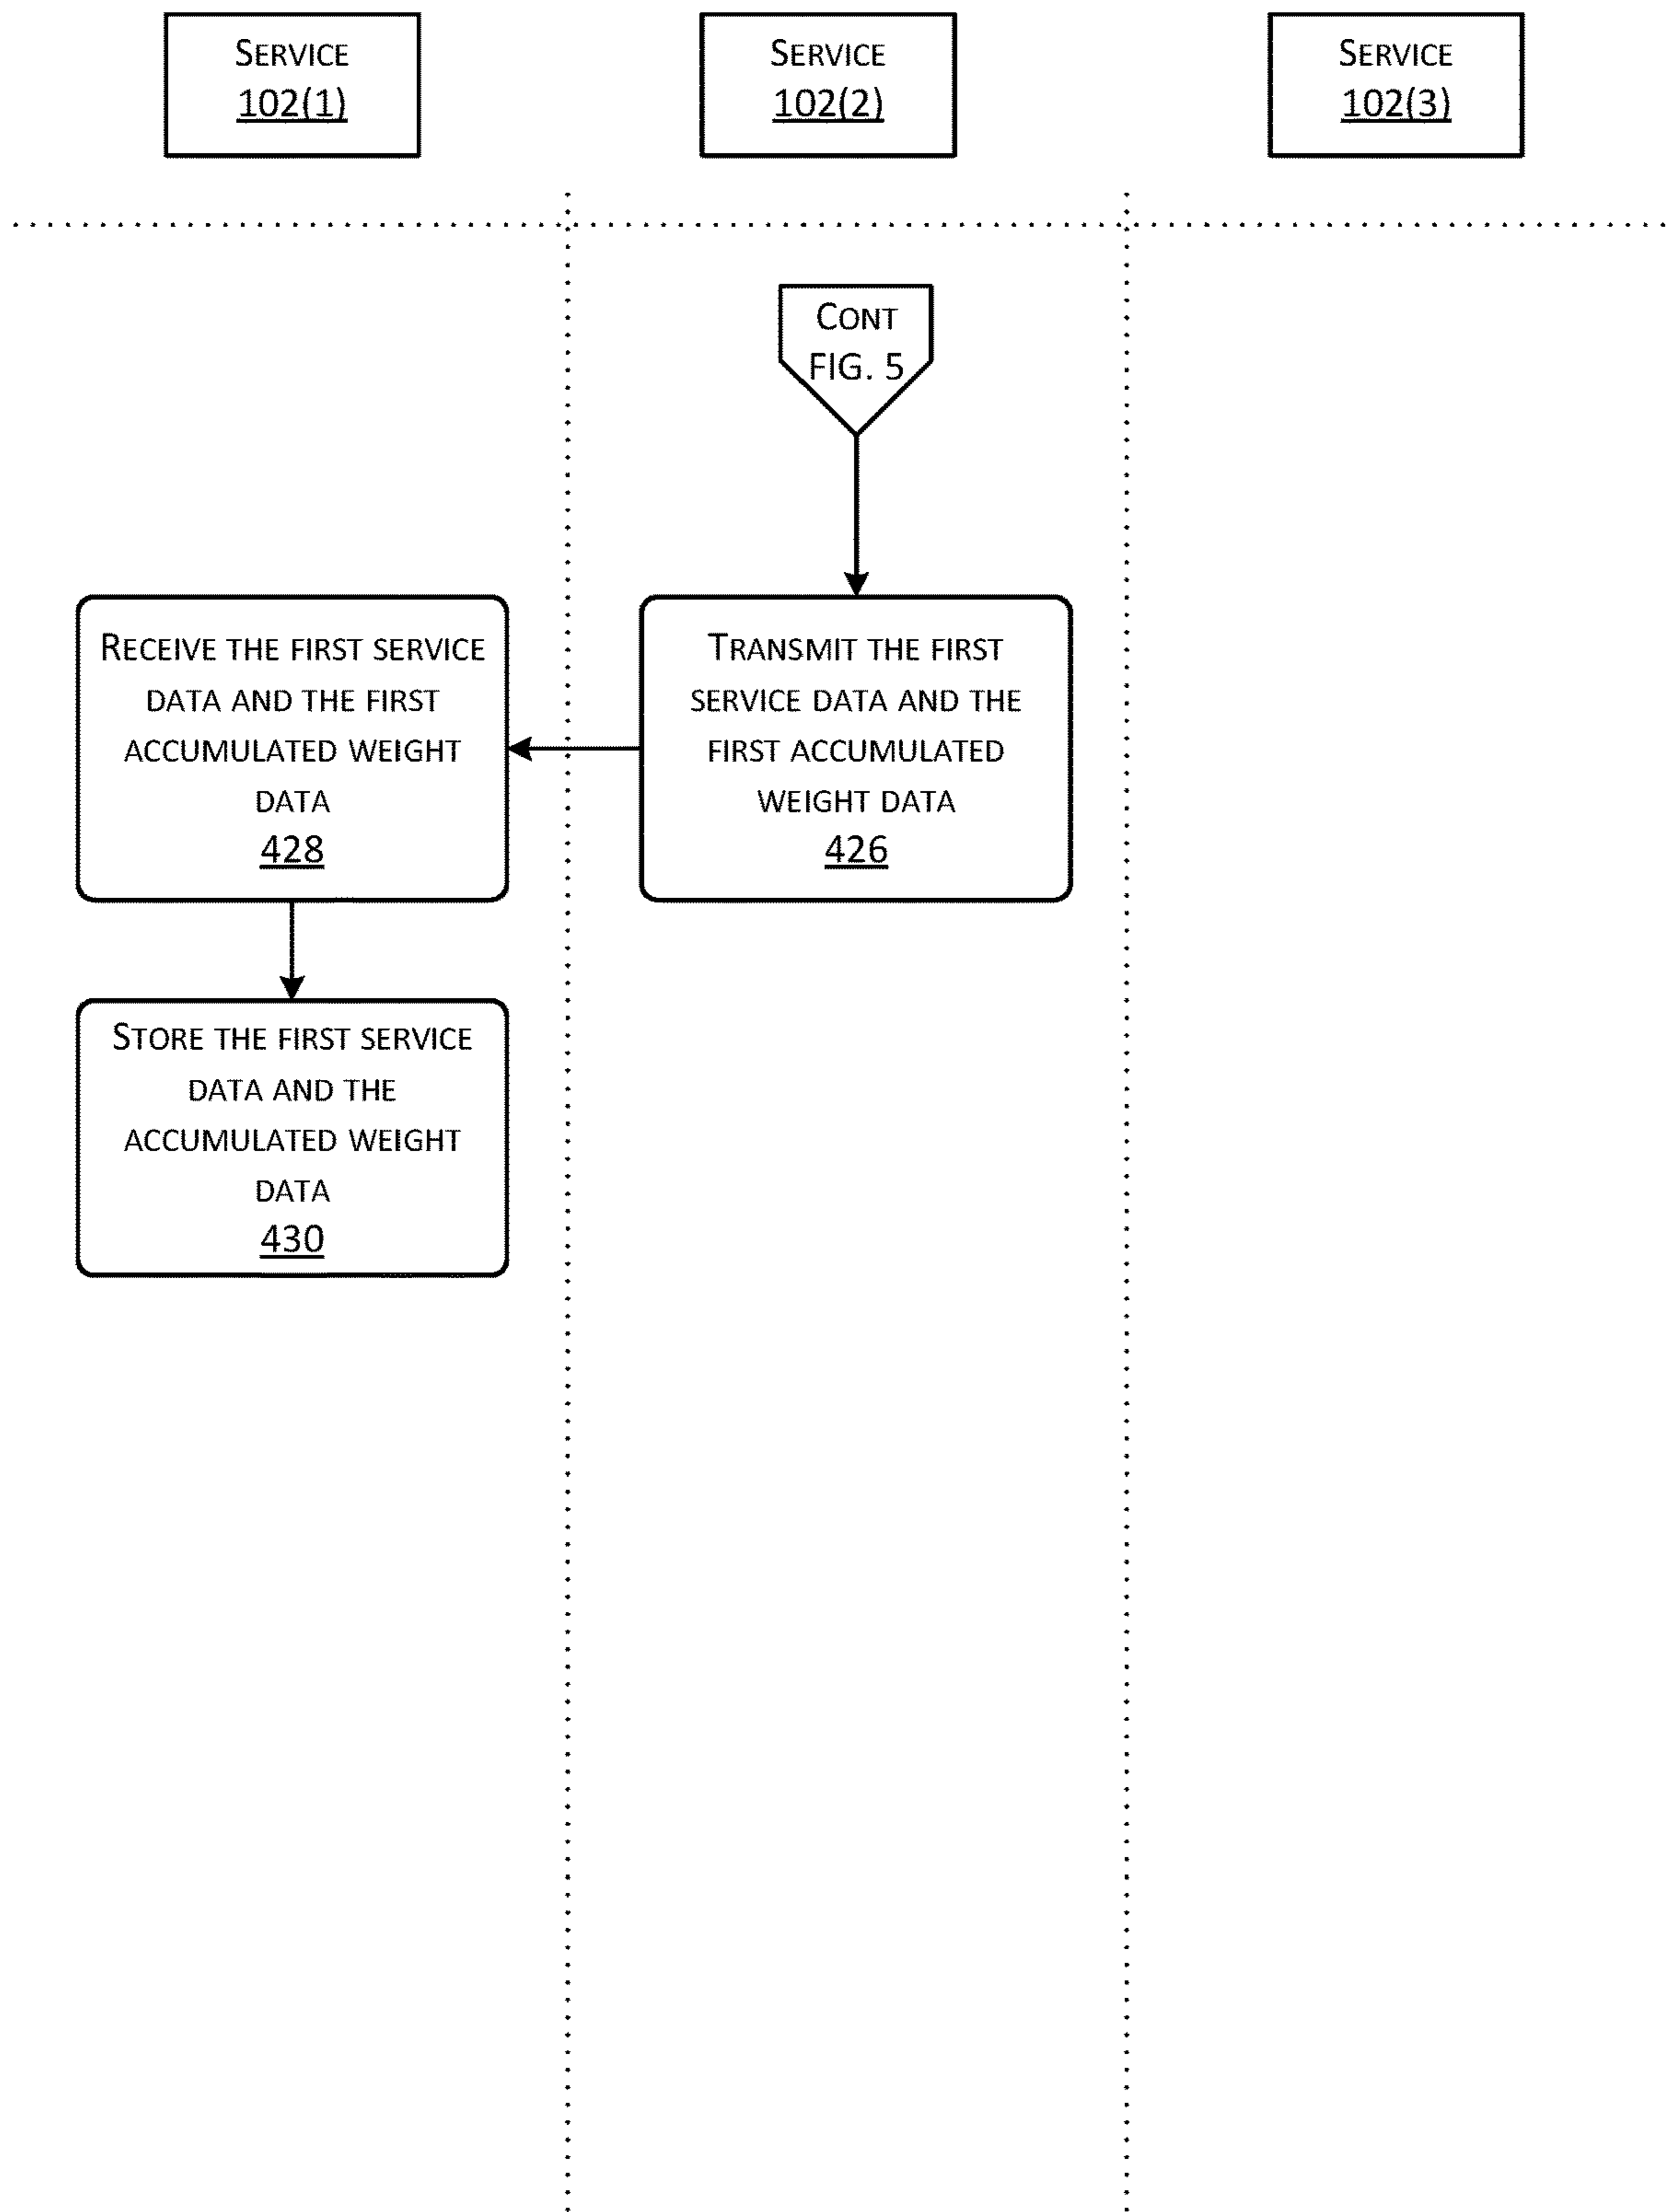 SERVICE
102(1)
SERVICE
102(2)
SERVICE
102(3)
CONT
FIG. 5
RECEIVE THE FIRST SERVICE
DATA AND THE FIRST
ACCUMULATED WEIGHT
DATA
428
TRANSMIT THE FIRST
SERVICE DATA AND THE
FIRST ACCUMULATED
WEIGHT DATA
426
STORE THE FIRST SERVICE
DATA AND THE
ACCUMULATED WEIGHT
DATA
430